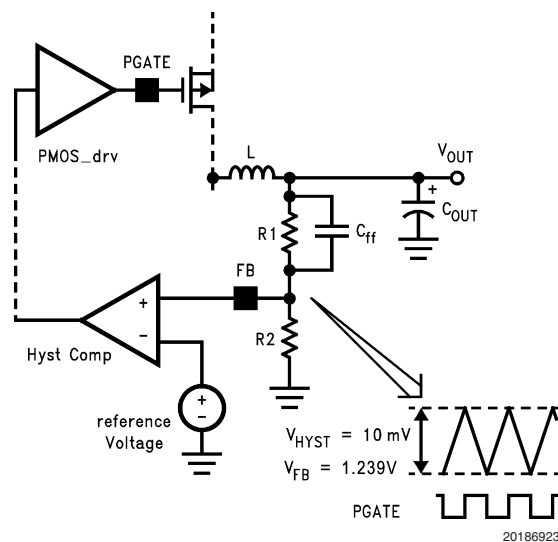 PGATE
PMOS_drv
L
VOUT
+
COUT
R1
Cff
FB
+
−
Hyst Comp
R2
+
−
reference
Voltage
VHYST = 10 mV
VFB = 1.239V
PGATE
20186923